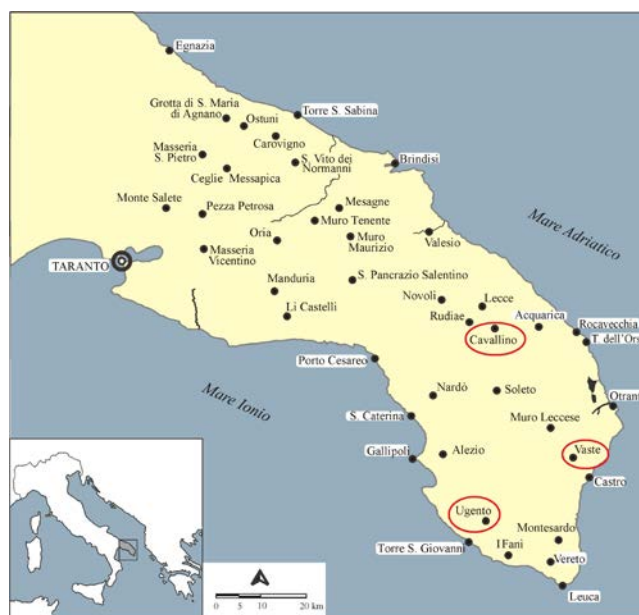 Egnazia
Grotta di S. Maria
di Agnano
Ostuni
Torre S. Sabina
Carovigno
Masseria
S. Pietro
S. Vito dei
Normanni
Brindisi
Ceglie Messapica
Monte Salete
Pezza Petrosa
Mesagne
Muro Tenente
Mare Adriatico
Oria
Muro
Maurizio
Valesio
TARANTO
Masseria
Vicentino
Manduria
S. Pancrazio Salentino
Novoli
Lecce
Li Castelli
Rudiae
Acquarica
Rocavecchia
Cavallino
T. dell'Ors
Porto Cesareo
Mare Ionio
Nardò
Soleto
Otrant
S. Caterina
Muro Leccese
Gallipoli
Alezio
Vaste
Castro
Ugento
Montesardo
Torre S. Giovanni
I Fani
Vereto
Leuca
0 5 10 20 km